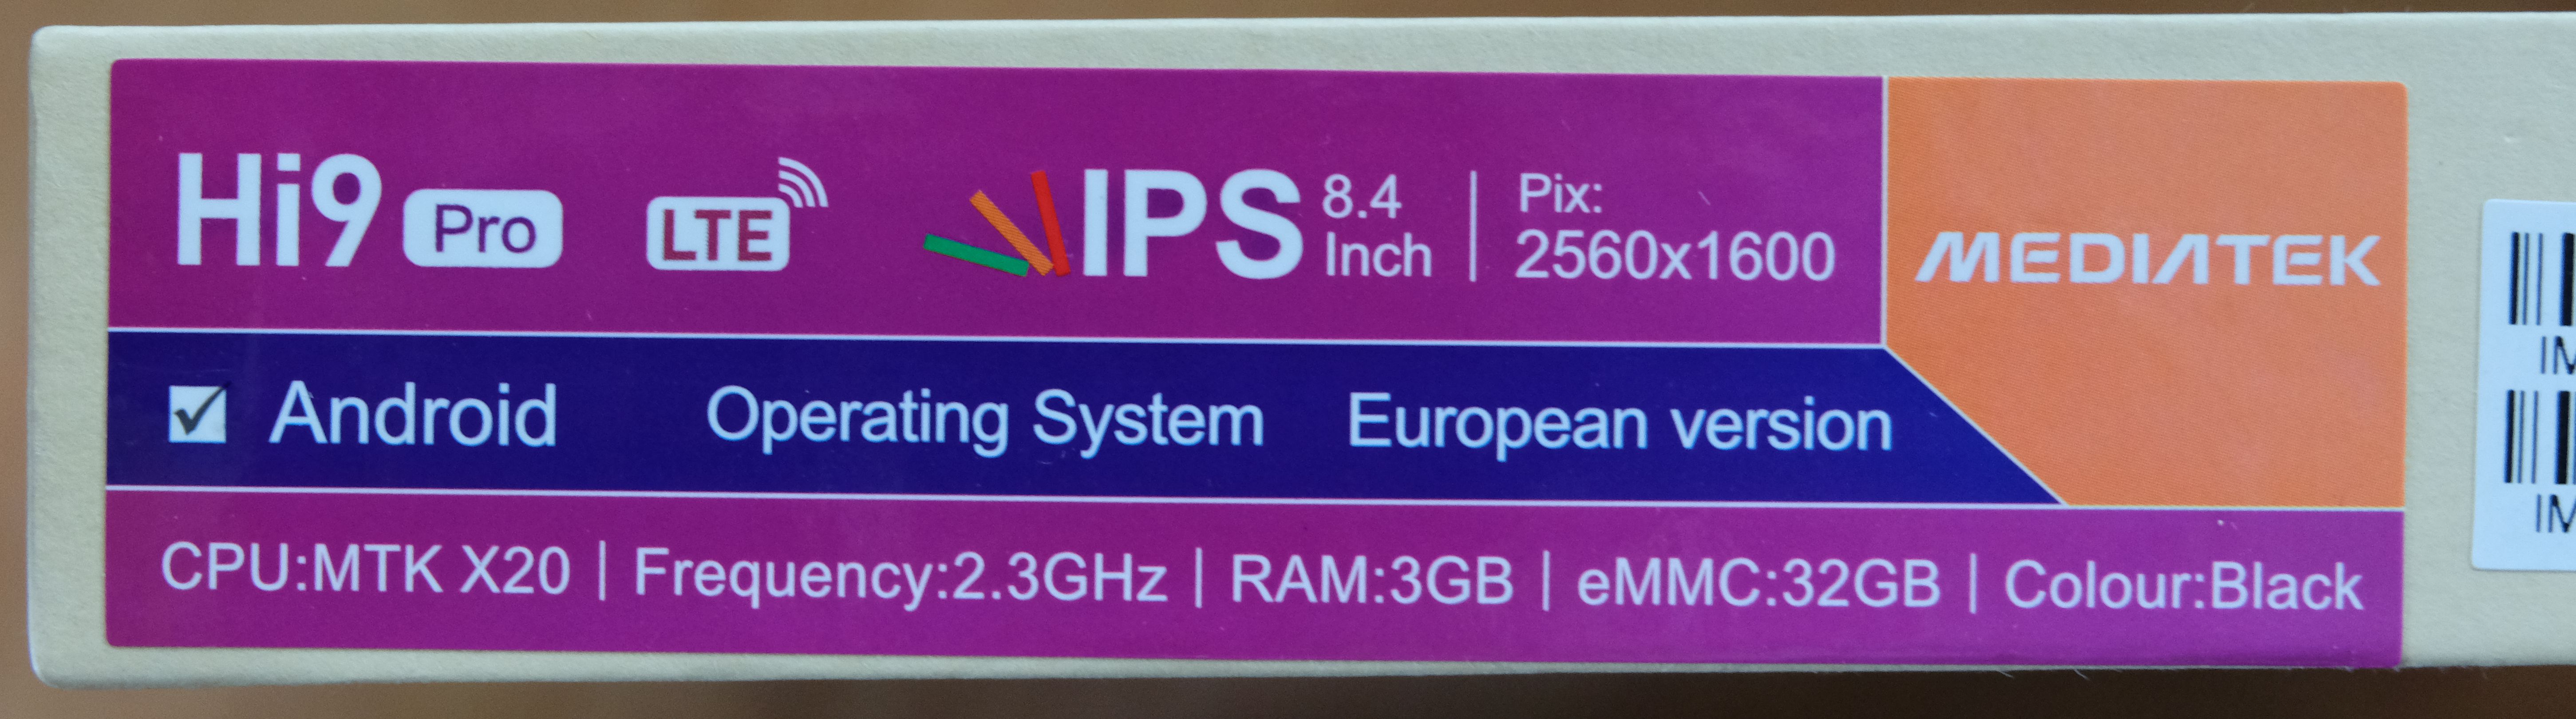 Hi9 Pro LTE IPS 8.4 Inch Pix: 2560x1600
MEDIATEK
Android Operating System European version
CPU:MTK X20 | Frequency:2.3GHz | RAM:3GB | eMMC:32GB | Colour:Black